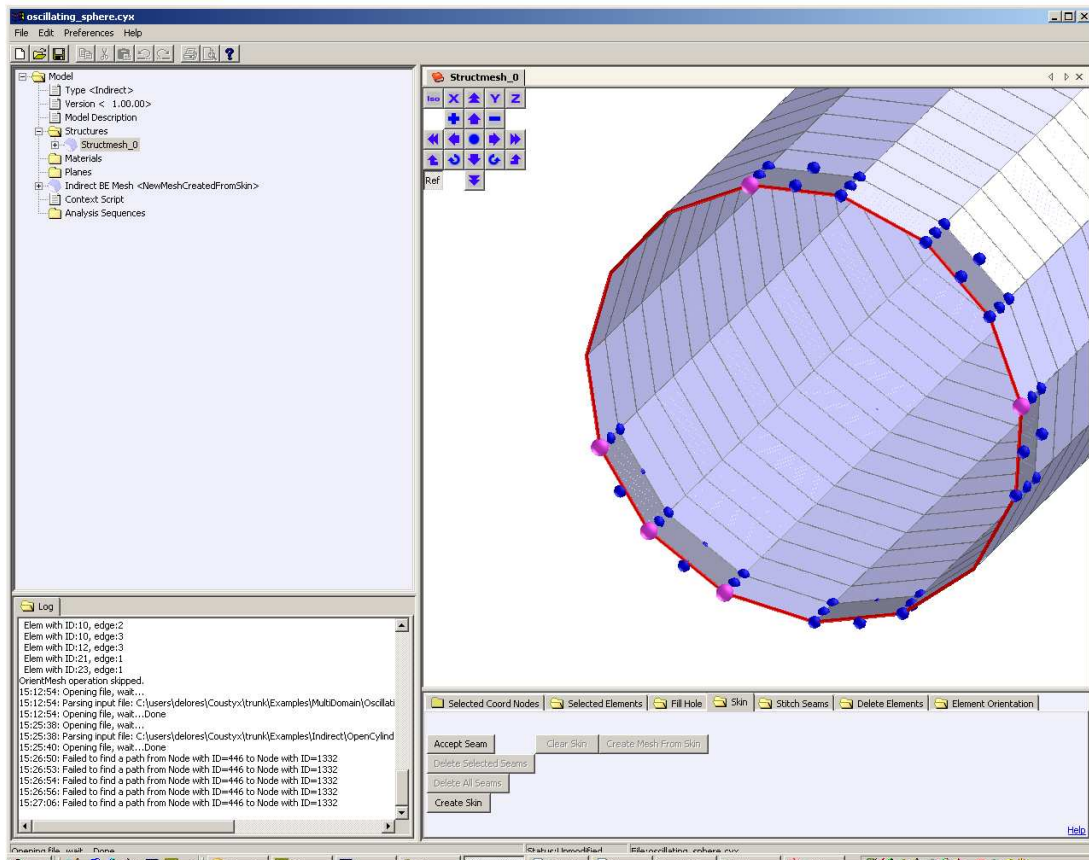 oscillating_sphere.cyx
File Edit Preferences Help
Model
Type <Indirect>
Version < 1.00.00>
Model Description
Structures
Structmesh_0
Materials
Planes
Indirect BE Mesh <NewMeshCreatedFromSkin>
Context Script
Analysis Sequences
Structmesh_0
Iso X Y Z
Ref
Log
Elem with ID:10, edge:2
Elem with ID:10, edge:3
Elem with ID:12, edge:3
Elem with ID:21, edge:1
Elem with ID:23, edge:1
OrientMesh operation skipped.
15:12:54: Opening file, wait...
15:12:54: Parsing input file: C:\users\delores\Coustyx\trunk\Examples\MultiDomain\Oscillati
15:12:54: Opening file, wait...Done
15:25:38: Opening file, wait...
15:25:38: Parsing input file: C:\users\delores\Coustyx\trunk\Examples\Indirect\OpenCylind
15:25:40: Opening file, wait...Done
15:26:50: Failed to find a path from Node with ID=446 to Node with ID=1332
15:26:53: Failed to find a path from Node with ID=446 to Node with ID=1332
15:26:54: Failed to find a path from Node with ID=446 to Node with ID=1332
15:26:56: Failed to find a path from Node with ID=446 to Node with ID=1332
15:27:06: Failed to find a path from Node with ID=446 to Node with ID=1332
Selected Coord Nodes Selected Elements Fill Hole Skin Stitch Seams Delete Elements Element Orientation
Accept Seam Clear Skin Create Mesh From Skin
Delete Selected Seams
Delete All Seams
Create Skin
Help
Opening file, wait...Done Status:Unmodified File:oscillating_sphere.cyx